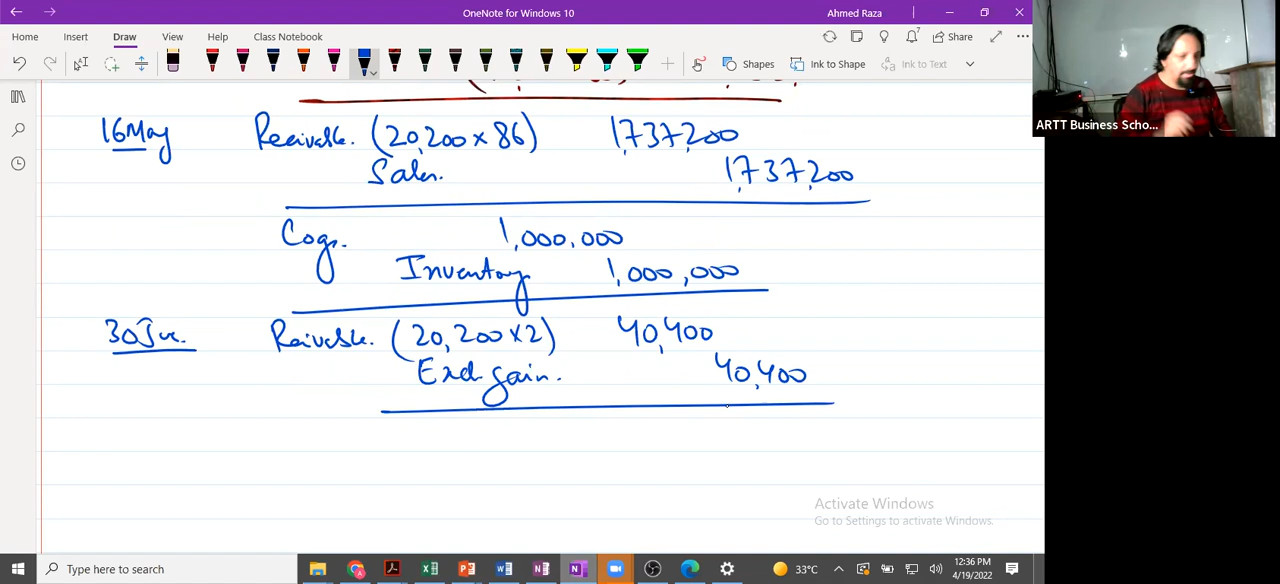 OneNote for Windows 10
Ahmed Raza
Home Insert Draw View Help Class Notebook
Share
Shapes Ink to Shape Ink to Text
ARTT Business Scho...
16May Receivable. (20,200 x 86) 1,737,200
Sales. 1,737,200
Cogs. 1,000,000
Inventory 1,000,000
30Jun. Reivable. (20,200 x 2) 40,400
Exch gain. 40,400
Activate Windows
Go to Settings to activate Windows.
Type here to search
33°C
12:36 PM
4/19/2022